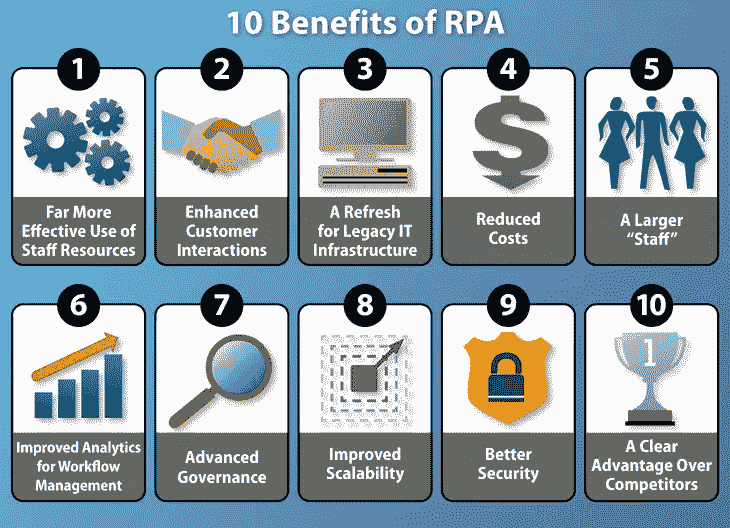 10 Benefits of RPA
1
2
3
4
5
Far More
Effective Use of
Staff Resources
Enhanced
Customer
Interactions
A Refresh
for Legacy IT
Infrastructure
Reduced
Costs
A Larger
“Staff”
6
7
8
9
10
1
Improved Analytics
for Workflow
Management
Advanced
Governance
Improved
Scalability
Better
Security
A Clear
Advantage Over
Competitors